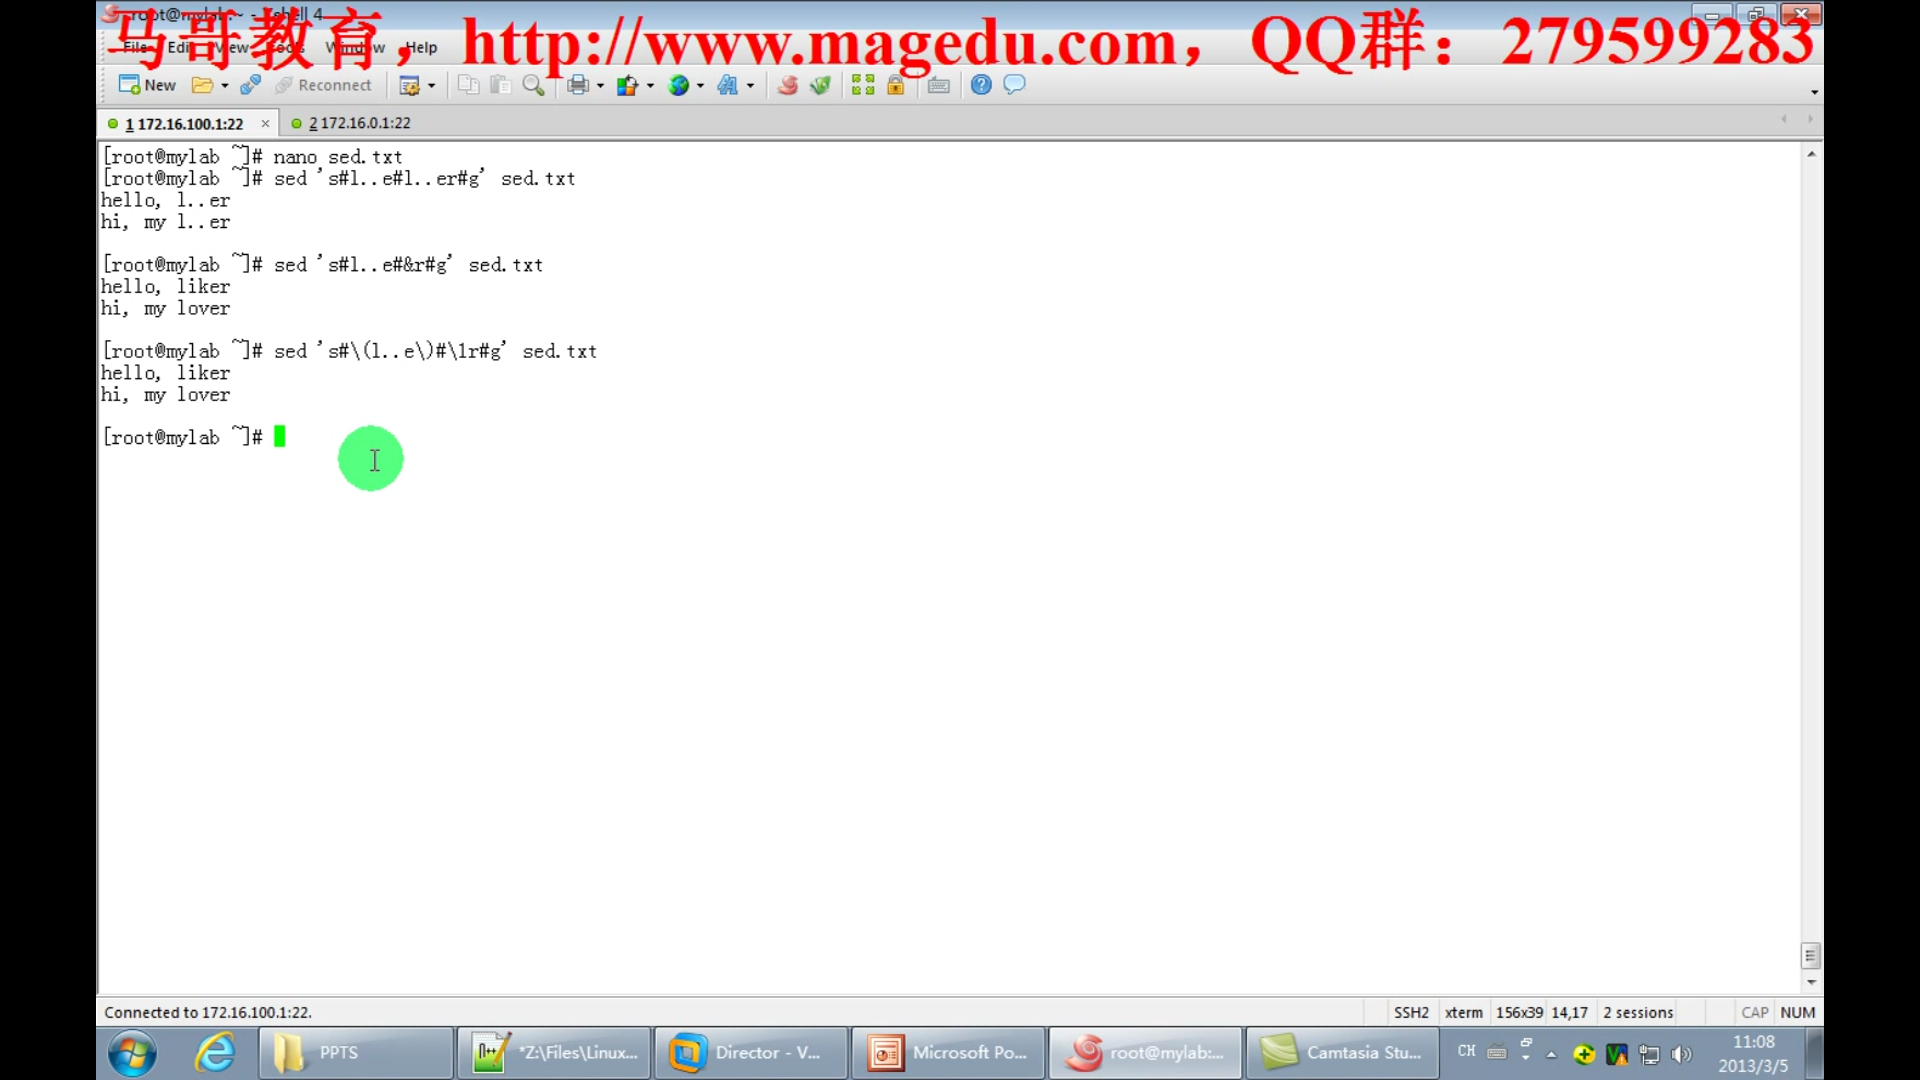 root@mylab:~ - Xshell 4
马哥教育，http://www.magedu.com，QQ群：279599283
File Edit View Tools Window Help
New Reconnect
1 172.16.100.1:22 × 2 172.16.0.1:22
[root@mylab ~]# nano sed.txt
[root@mylab ~]# sed 's#l..e#l..er#g' sed.txt
hello, l..er
hi, my l..er
[root@mylab ~]# sed 's#l..e#&r#g' sed.txt
hello, liker
hi, my lover
[root@mylab ~]# sed 's#\(l..e\)#\1r#g' sed.txt
hello, liker
hi, my lover
[root@mylab ~]#
Connected to 172.16.100.1:22. SSH2 xterm 156x39 14,17 2 sessions CAP NUM
PPTS *Z:\Files\Linux... Director - V... Microsoft Po... root@mylab:... Camtasia Stu... CH 11:08
2013/3/5